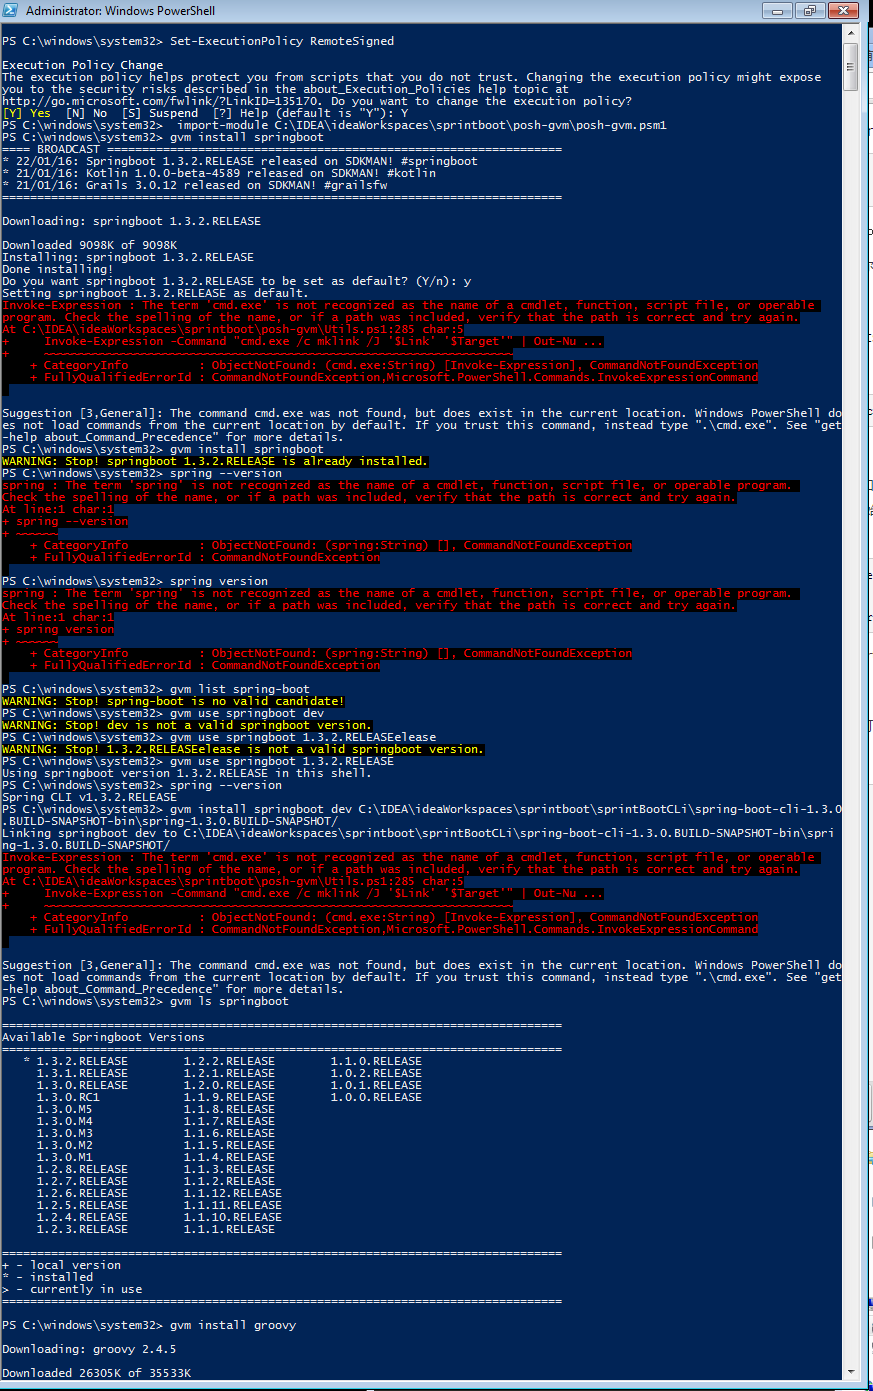 Administrator: Windows PowerShell
PS C:\windows\system32> Set-ExecutionPolicy RemoteSigned
Execution Policy Change
The execution policy helps protect you from scripts that you do not trust. Changing the execution policy might expose
you to the security risks described in the about_Execution_Policies help topic at
http://go.microsoft.com/fwlink/?LinkID=135170. Do you want to change the execution policy?
[Y] Yes  [N] No  [S] Suspend  [?] Help (default is "Y"): Y
PS C:\windows\system32>  import-module C:\IDEA\ideaWorkspaces\sprintboot\posh-gvm\posh-gvm.psm1
PS C:\windows\system32> gvm install springboot
==== BROADCAST =================================================================
* 22/01/16: Springboot 1.3.2.RELEASE released on SDKMAN! #springboot
* 21/01/16: Kotlin 1.0.0-beta-4589 released on SDKMAN! #kotlin
* 21/01/16: Grails 3.0.12 released on SDKMAN! #grailsfw
================================================================================
Downloading: springboot 1.3.2.RELEASE
Downloaded 9098K of 9098K
Installing: springboot 1.3.2.RELEASE
Done installing!
Do you want springboot 1.3.2.RELEASE to be set as default? (Y/n): y
Setting springboot 1.3.2.RELEASE as default.
Invoke-Expression : The term 'cmd.exe' is not recognized as the name of a cmdlet, function, script file, or operable
program. Check the spelling of the name, or if a path was included, verify that the path is correct and try again.
At C:\IDEA\ideaWorkspaces\sprintboot\posh-gvm\Utils.ps1:285 char:5
+     Invoke-Expression -Command "cmd.exe /c mklink /J '$Link' '$Target'" | Out-Nu ...
+     ~~~~~~~~~~~~~~~~~~~~~~~~~~~~~~~~~~~~~~~~~~~~~~~~~~~~~~~~~~~~~~~~~~~
    + CategoryInfo          : ObjectNotFound: (cmd.exe:String) [Invoke-Expression], CommandNotFoundException
    + FullyQualifiedErrorId : CommandNotFoundException,Microsoft.PowerShell.Commands.InvokeExpressionCommand
Suggestion [3,General]: The command cmd.exe was not found, but does exist in the current location. Windows PowerShell do
es not load commands from the current location by default. If you trust this command, instead type ".\cmd.exe". See "get
-help about_Command_Precedence" for more details.
PS C:\windows\system32> gvm install springboot
WARNING: Stop! springboot 1.3.2.RELEASE is already installed.
PS C:\windows\system32> spring --version
spring : The term 'spring' is not recognized as the name of a cmdlet, function, script file, or operable program.
Check the spelling of the name, or if a path was included, verify that the path is correct and try again.
At line:1 char:1
+ spring --version
+ ~~~~~~
    + CategoryInfo          : ObjectNotFound: (spring:String) [], CommandNotFoundException
    + FullyQualifiedErrorId : CommandNotFoundException
PS C:\windows\system32> spring version
spring : The term 'spring' is not recognized as the name of a cmdlet, function, script file, or operable program.
Check the spelling of the name, or if a path was included, verify that the path is correct and try again.
At line:1 char:1
+ spring version
+ ~~~~~~
    + CategoryInfo          : ObjectNotFound: (spring:String) [], CommandNotFoundException
    + FullyQualifiedErrorId : CommandNotFoundException
PS C:\windows\system32> gvm list spring-boot
WARNING: Stop! spring-boot is no valid candidate!
PS C:\windows\system32> gvm use springboot dev
WARNING: Stop! dev is not a valid springboot version.
PS C:\windows\system32> gvm use springboot 1.3.2.RELEASEelease
WARNING: Stop! 1.3.2.RELEASEelease is not a valid springboot version.
PS C:\windows\system32> gvm use springboot 1.3.2.RELEASE
Using springboot version 1.3.2.RELEASE in this shell.
PS C:\windows\system32> spring --version
Spring CLI v1.3.2.RELEASE
PS C:\windows\system32> gvm install springboot dev C:\IDEA\ideaWorkspaces\sprintboot\sprintBootCLi\spring-boot-cli-1.3.0
.BUILD-SNAPSHOT-bin\spring-1.3.0.BUILD-SNAPSHOT/
Linking springboot dev to C:\IDEA\ideaWorkspaces\sprintboot\sprintBootCLi\spring-boot-cli-1.3.0.BUILD-SNAPSHOT-bin\spri
ng-1.3.0.BUILD-SNAPSHOT/
Invoke-Expression : The term 'cmd.exe' is not recognized as the name of a cmdlet, function, script file, or operable
program. Check the spelling of the name, or if a path was included, verify that the path is correct and try again.
At C:\IDEA\ideaWorkspaces\sprintboot\posh-gvm\Utils.ps1:285 char:5
+     Invoke-Expression -Command "cmd.exe /c mklink /J '$Link' '$Target'" | Out-Nu ...
+     ~~~~~~~~~~~~~~~~~~~~~~~~~~~~~~~~~~~~~~~~~~~~~~~~~~~~~~~~~~~~~~~~~~~
    + CategoryInfo          : ObjectNotFound: (cmd.exe:String) [Invoke-Expression], CommandNotFoundException
    + FullyQualifiedErrorId : CommandNotFoundException,Microsoft.PowerShell.Commands.InvokeExpressionCommand
Suggestion [3,General]: The command cmd.exe was not found, but does exist in the current location. Windows PowerShell do
es not load commands from the current location by default. If you trust this command, instead type ".\cmd.exe". See "get
-help about_Command_Precedence" for more details.
PS C:\windows\system32> gvm ls springboot
================================================================================
Available Springboot Versions
================================================================================
   * 1.3.2.RELEASE        1.2.2.RELEASE        1.1.0.RELEASE
     1.3.1.RELEASE        1.2.1.RELEASE        1.0.2.RELEASE
     1.3.0.RELEASE        1.2.0.RELEASE        1.0.1.RELEASE
     1.3.0.RC1            1.1.9.RELEASE        1.0.0.RELEASE
     1.3.0.M5             1.1.8.RELEASE
     1.3.0.M4             1.1.7.RELEASE
     1.3.0.M3             1.1.6.RELEASE
     1.3.0.M2             1.1.5.RELEASE
     1.3.0.M1             1.1.4.RELEASE
     1.2.8.RELEASE        1.1.3.RELEASE
     1.2.7.RELEASE        1.1.2.RELEASE
     1.2.6.RELEASE        1.1.12.RELEASE
     1.2.5.RELEASE        1.1.11.RELEASE
     1.2.4.RELEASE        1.1.10.RELEASE
     1.2.3.RELEASE        1.1.1.RELEASE
================================================================================
+ - local version
* - installed
> - currently in use
================================================================================
PS C:\windows\system32> gvm install groovy
Downloading: groovy 2.4.5
Downloaded 26305K of 35533K